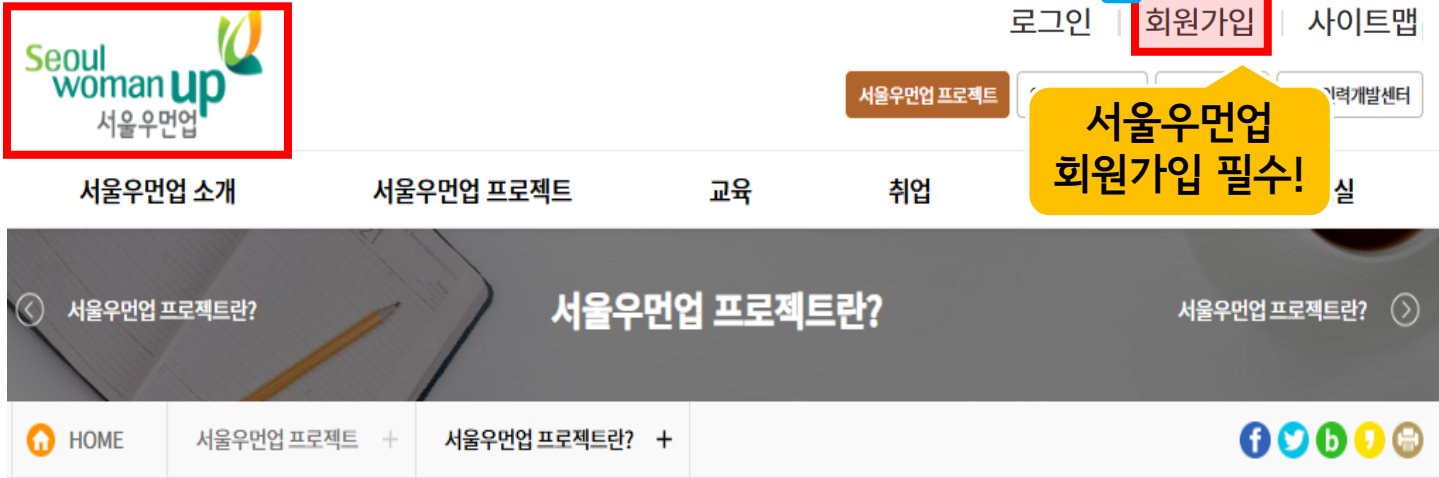 Seoul
woman up
서울우먼업
로그인
회원가입
사이트맵
서울우먼업 프로젝트
인력개발센터
서울우먼업
회원가입 필수!
서울우먼업 소개
서울우먼업 프로젝트
교육
취업
실
서울우먼업 프로젝트란?
서울우먼업 프로젝트란?
서울우먼업 프로젝트란?
HOME
서울우먼업 프로젝트 +
서울우먼업 프로젝트란? +